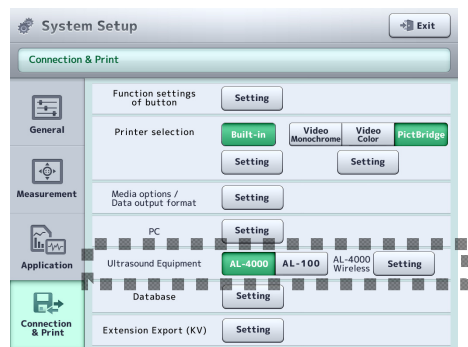 System Setup
Exit
Connection & Print
General
Measurement
Application
Connection
& Print
Function settings
of button
Setting
Printer selection
Built-in
Video
Monochrome
Video
Color
PictBridge
Setting
Setting
Media options /
Data output format
Setting
PC
Setting
Ultrasound Equipment
AL-4000
AL-100
AL-4000
Wireless
Setting
Database
Setting
Extension Export (KV)
Setting